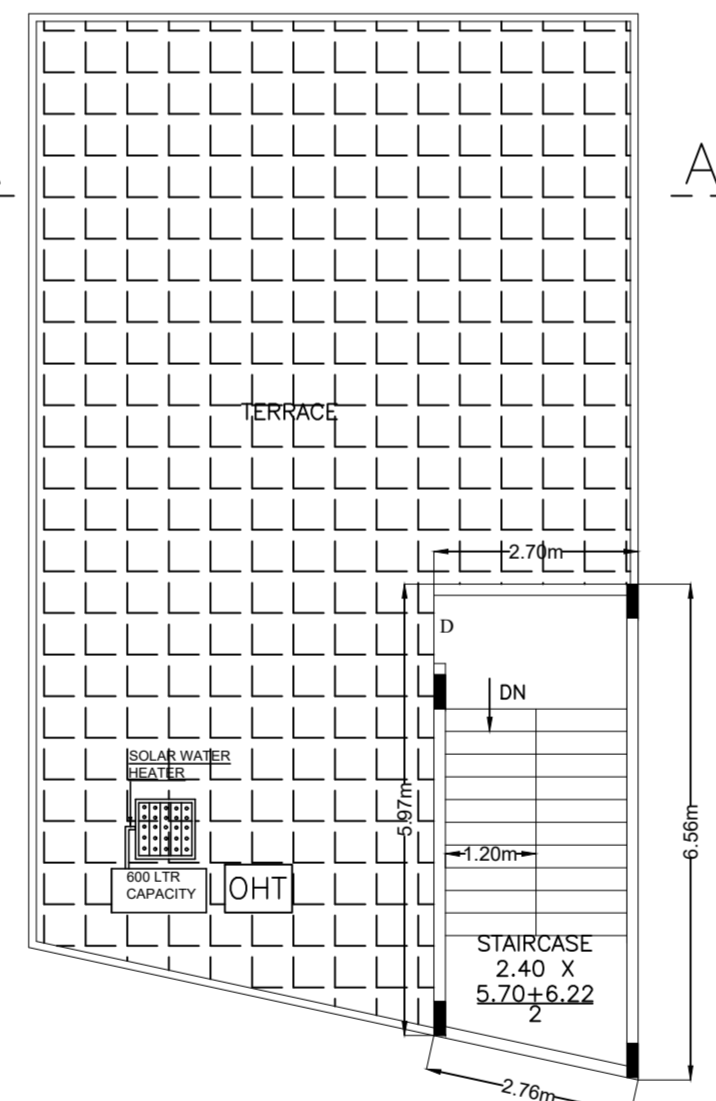 A
TERRACE
2.70m
D
DN
SOLAR WATER
HEATER
5.97m
6.56m
1.20m
600 LTR
CAPACITY
OHT
STAIRCASE
2.40 X
5.70+6.22
2
2.76m